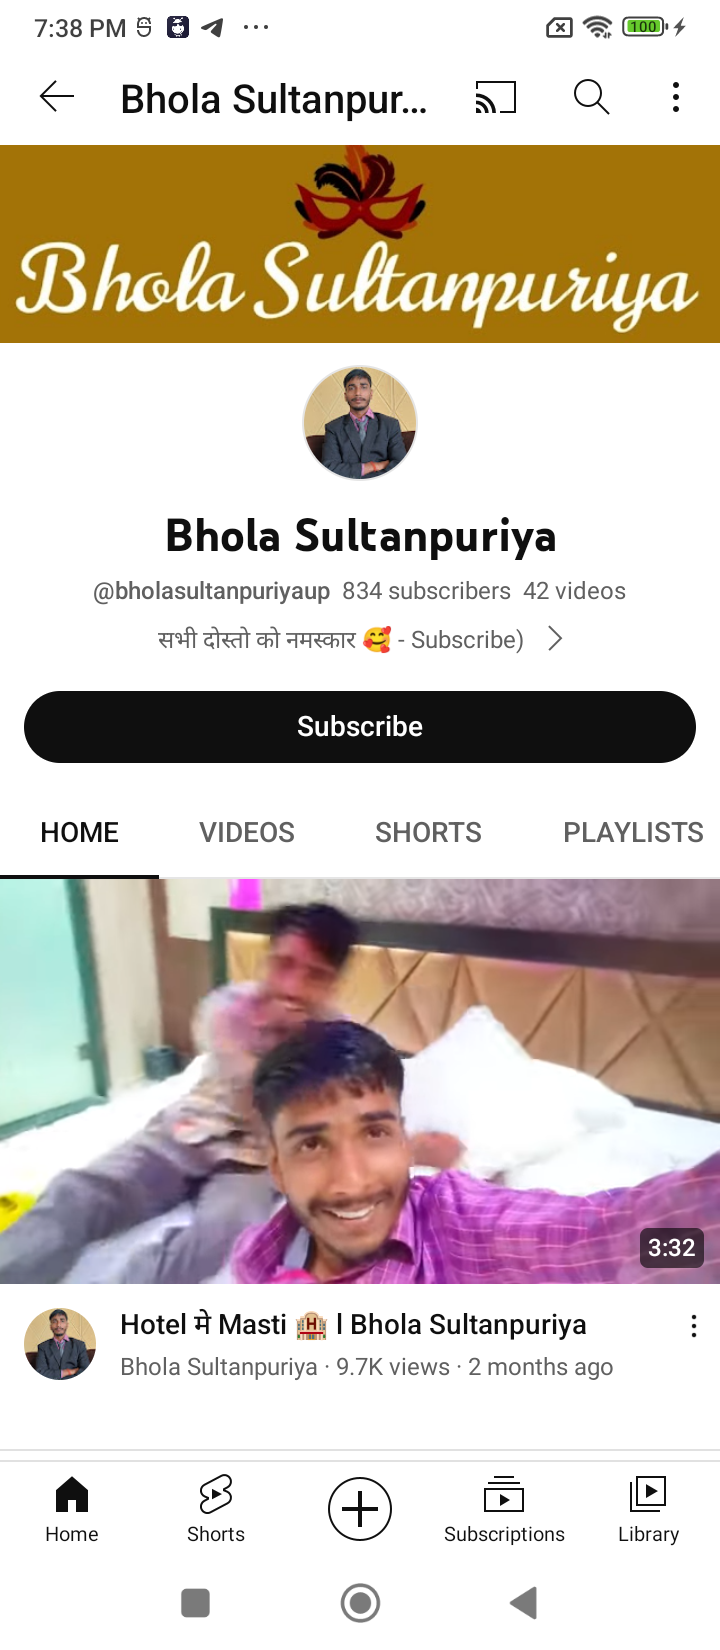 7:38 PM
100
Bhola Sultanpur...
Bhola Sultanpuriya
Bhola Sultanpuriya
@bholasultanpuriyaup 834 subscribers 42 videos
सभी दोस्तो को नमस्कार 🥰 - Subscribe)
Subscribe
HOME VIDEOS SHORTS PLAYLISTS
3:32
Hotel मे Masti 🏨 l Bhola Sultanpuriya
Bhola Sultanpuriya · 9.7K views · 2 months ago
Home Shorts Subscriptions Library